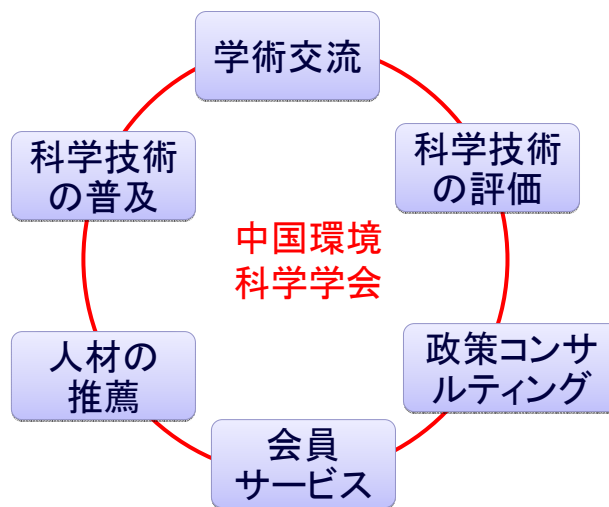 学術交流
科学技術
の評価
政策コンサ
ルティング
会員
サービス
人材の
推薦
科学技術
の普及
中国環境
科学学会